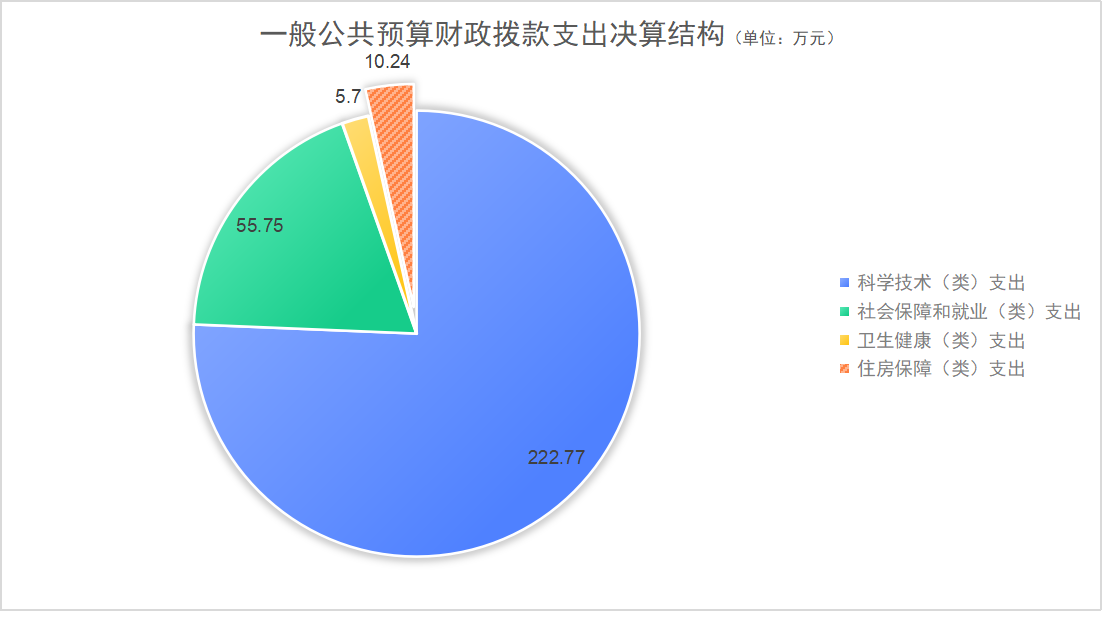 一般公共预算财政拨款支出决算结构（单位：万元）
10.24
5.7
55.75
222.77
科学技术（类）支出
社会保障和就业（类）支出
卫生健康（类）支出
住房保障（类）支出